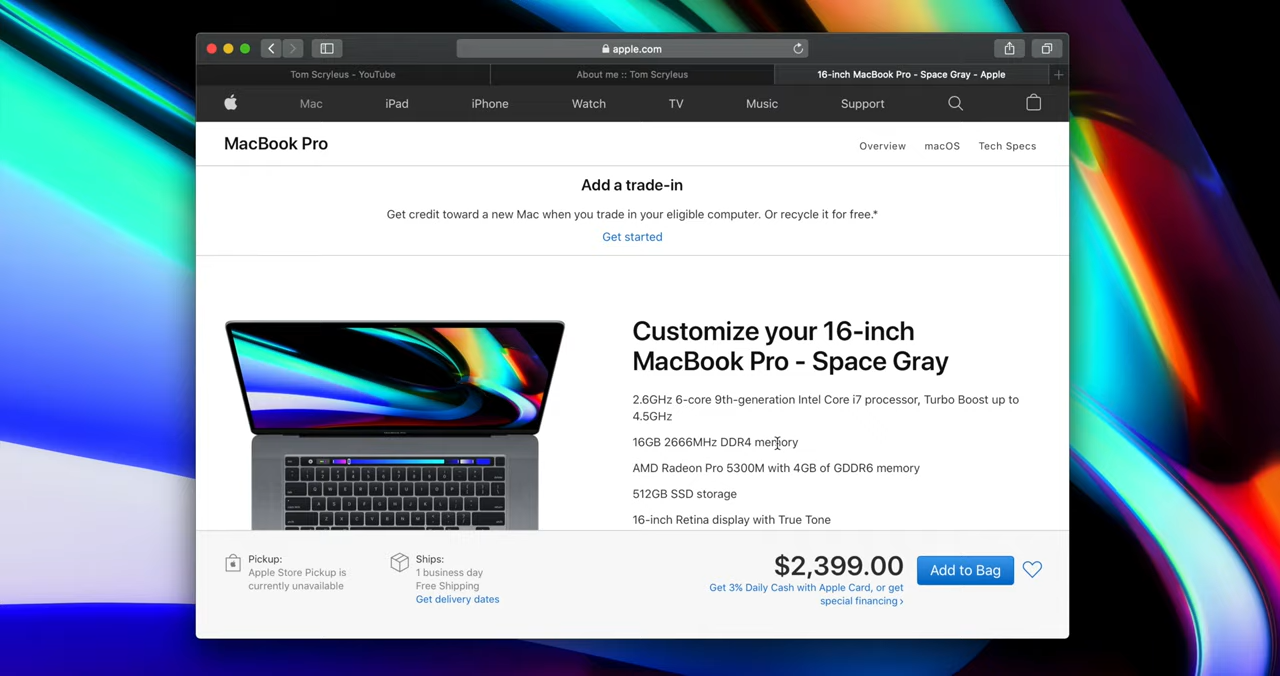 apple.com
Tom Scryleus - YouTube
About me :: Tom Scryleus
16-inch MacBook Pro - Space Gray - Apple
Mac
iPad
iPhone
Watch
TV
Music
Support
MacBook Pro
Overview
macOS
Tech Specs
Add a trade-in
Get credit toward a new Mac when you trade in your eligible computer. Or recycle it for free.*
Get started
Customize your 16-inch
MacBook Pro - Space Gray
2.6GHz 6-core 9th-generation Intel Core i7 processor, Turbo Boost up to
4.5GHz
16GB 2666MHz DDR4 memory
AMD Radeon Pro 5300M with 4GB of GDDR6 memory
512GB SSD storage
16-inch Retina display with True Tone
Pickup:
Apple Store Pickup is
currently unavailable
Ships:
1 business day
Free Shipping
Get delivery dates
$2,399.00
Get 3% Daily Cash with Apple Card, or get
special financing ›
Add to Bag